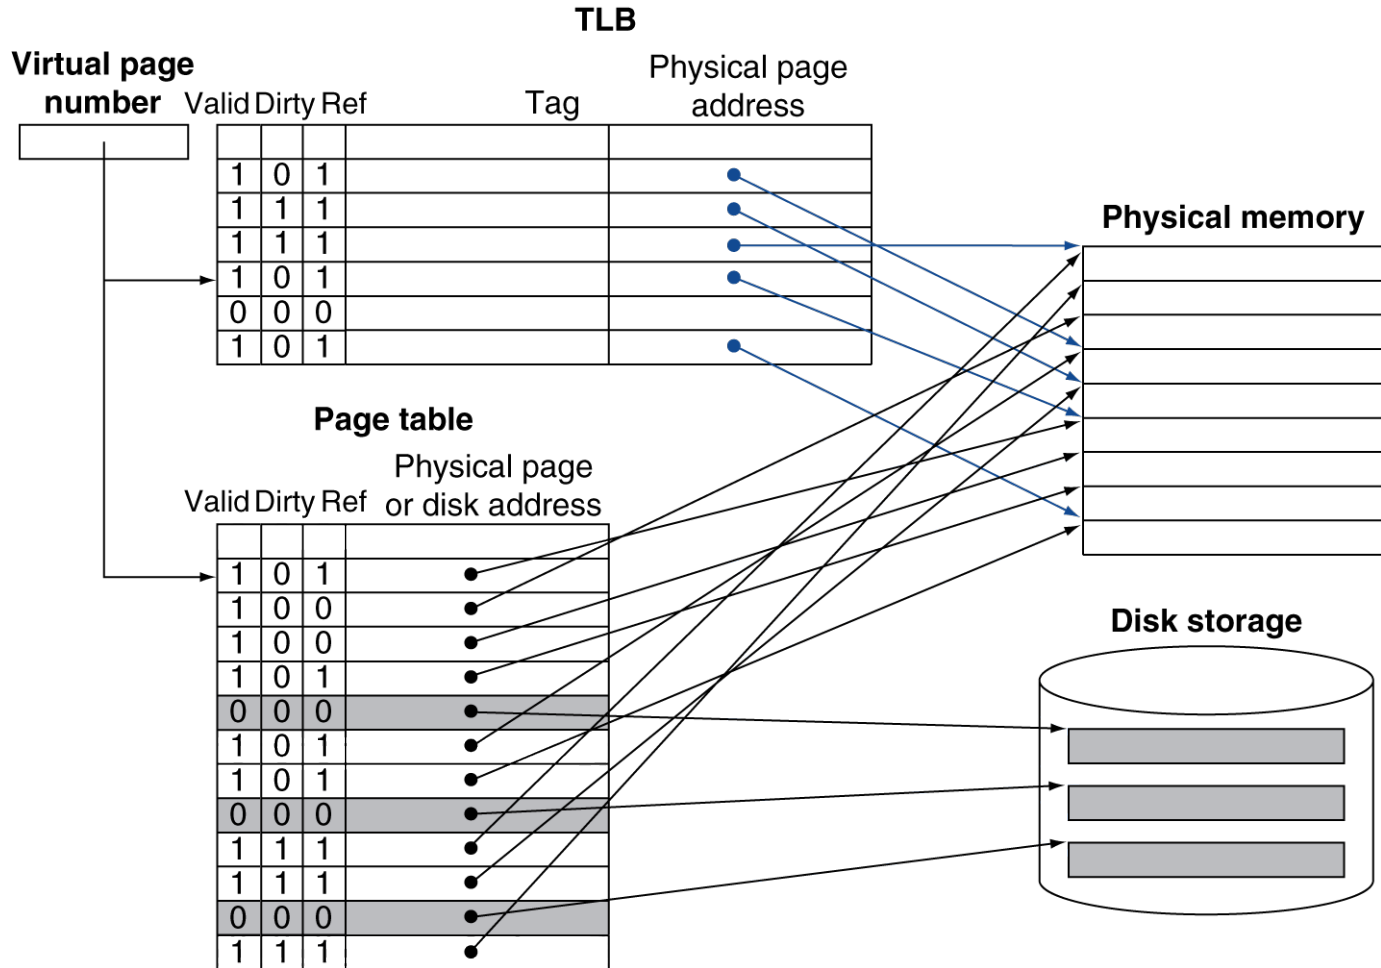 TLB
Virtual page
number
Physical page
address
Valid Dirty Ref
Tag
1 0 1
1 1 1
1 1 1
1 0 1
0 0 0
1 0 1
Physical memory
Page table
Physical page
or disk address
Valid Dirty Ref
1 0 1
1 0 0
1 0 0
1 0 1
0 0 0
1 0 1
1 0 1
0 0 0
1 1 1
1 1 1
0 0 0
1 1 1
Disk storage